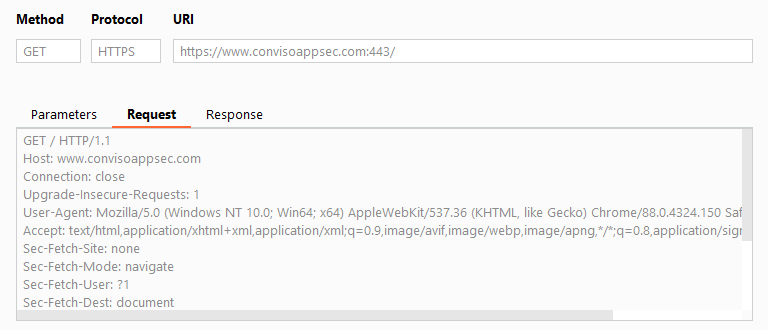 Method Protocol URI
GET HTTPS https://www.convisoappsec.com:443/
Parameters Request Response
GET / HTTP/1.1
Host: www.convisoappsec.com
Connection: close
Upgrade-Insecure-Requests: 1
User-Agent: Mozilla/5.0 (Windows NT 10.0; Win64; x64) AppleWebKit/537.36 (KHTML, like Gecko) Chrome/88.0.4324.150 Saf
Accept: text/html,application/xhtml+xml,application/xml;q=0.9,image/avif,image/webp,image/apng,*/*;q=0.8,application/sign
Sec-Fetch-Site: none
Sec-Fetch-Mode: navigate
Sec-Fetch-User: ?1
Sec-Fetch-Dest: document